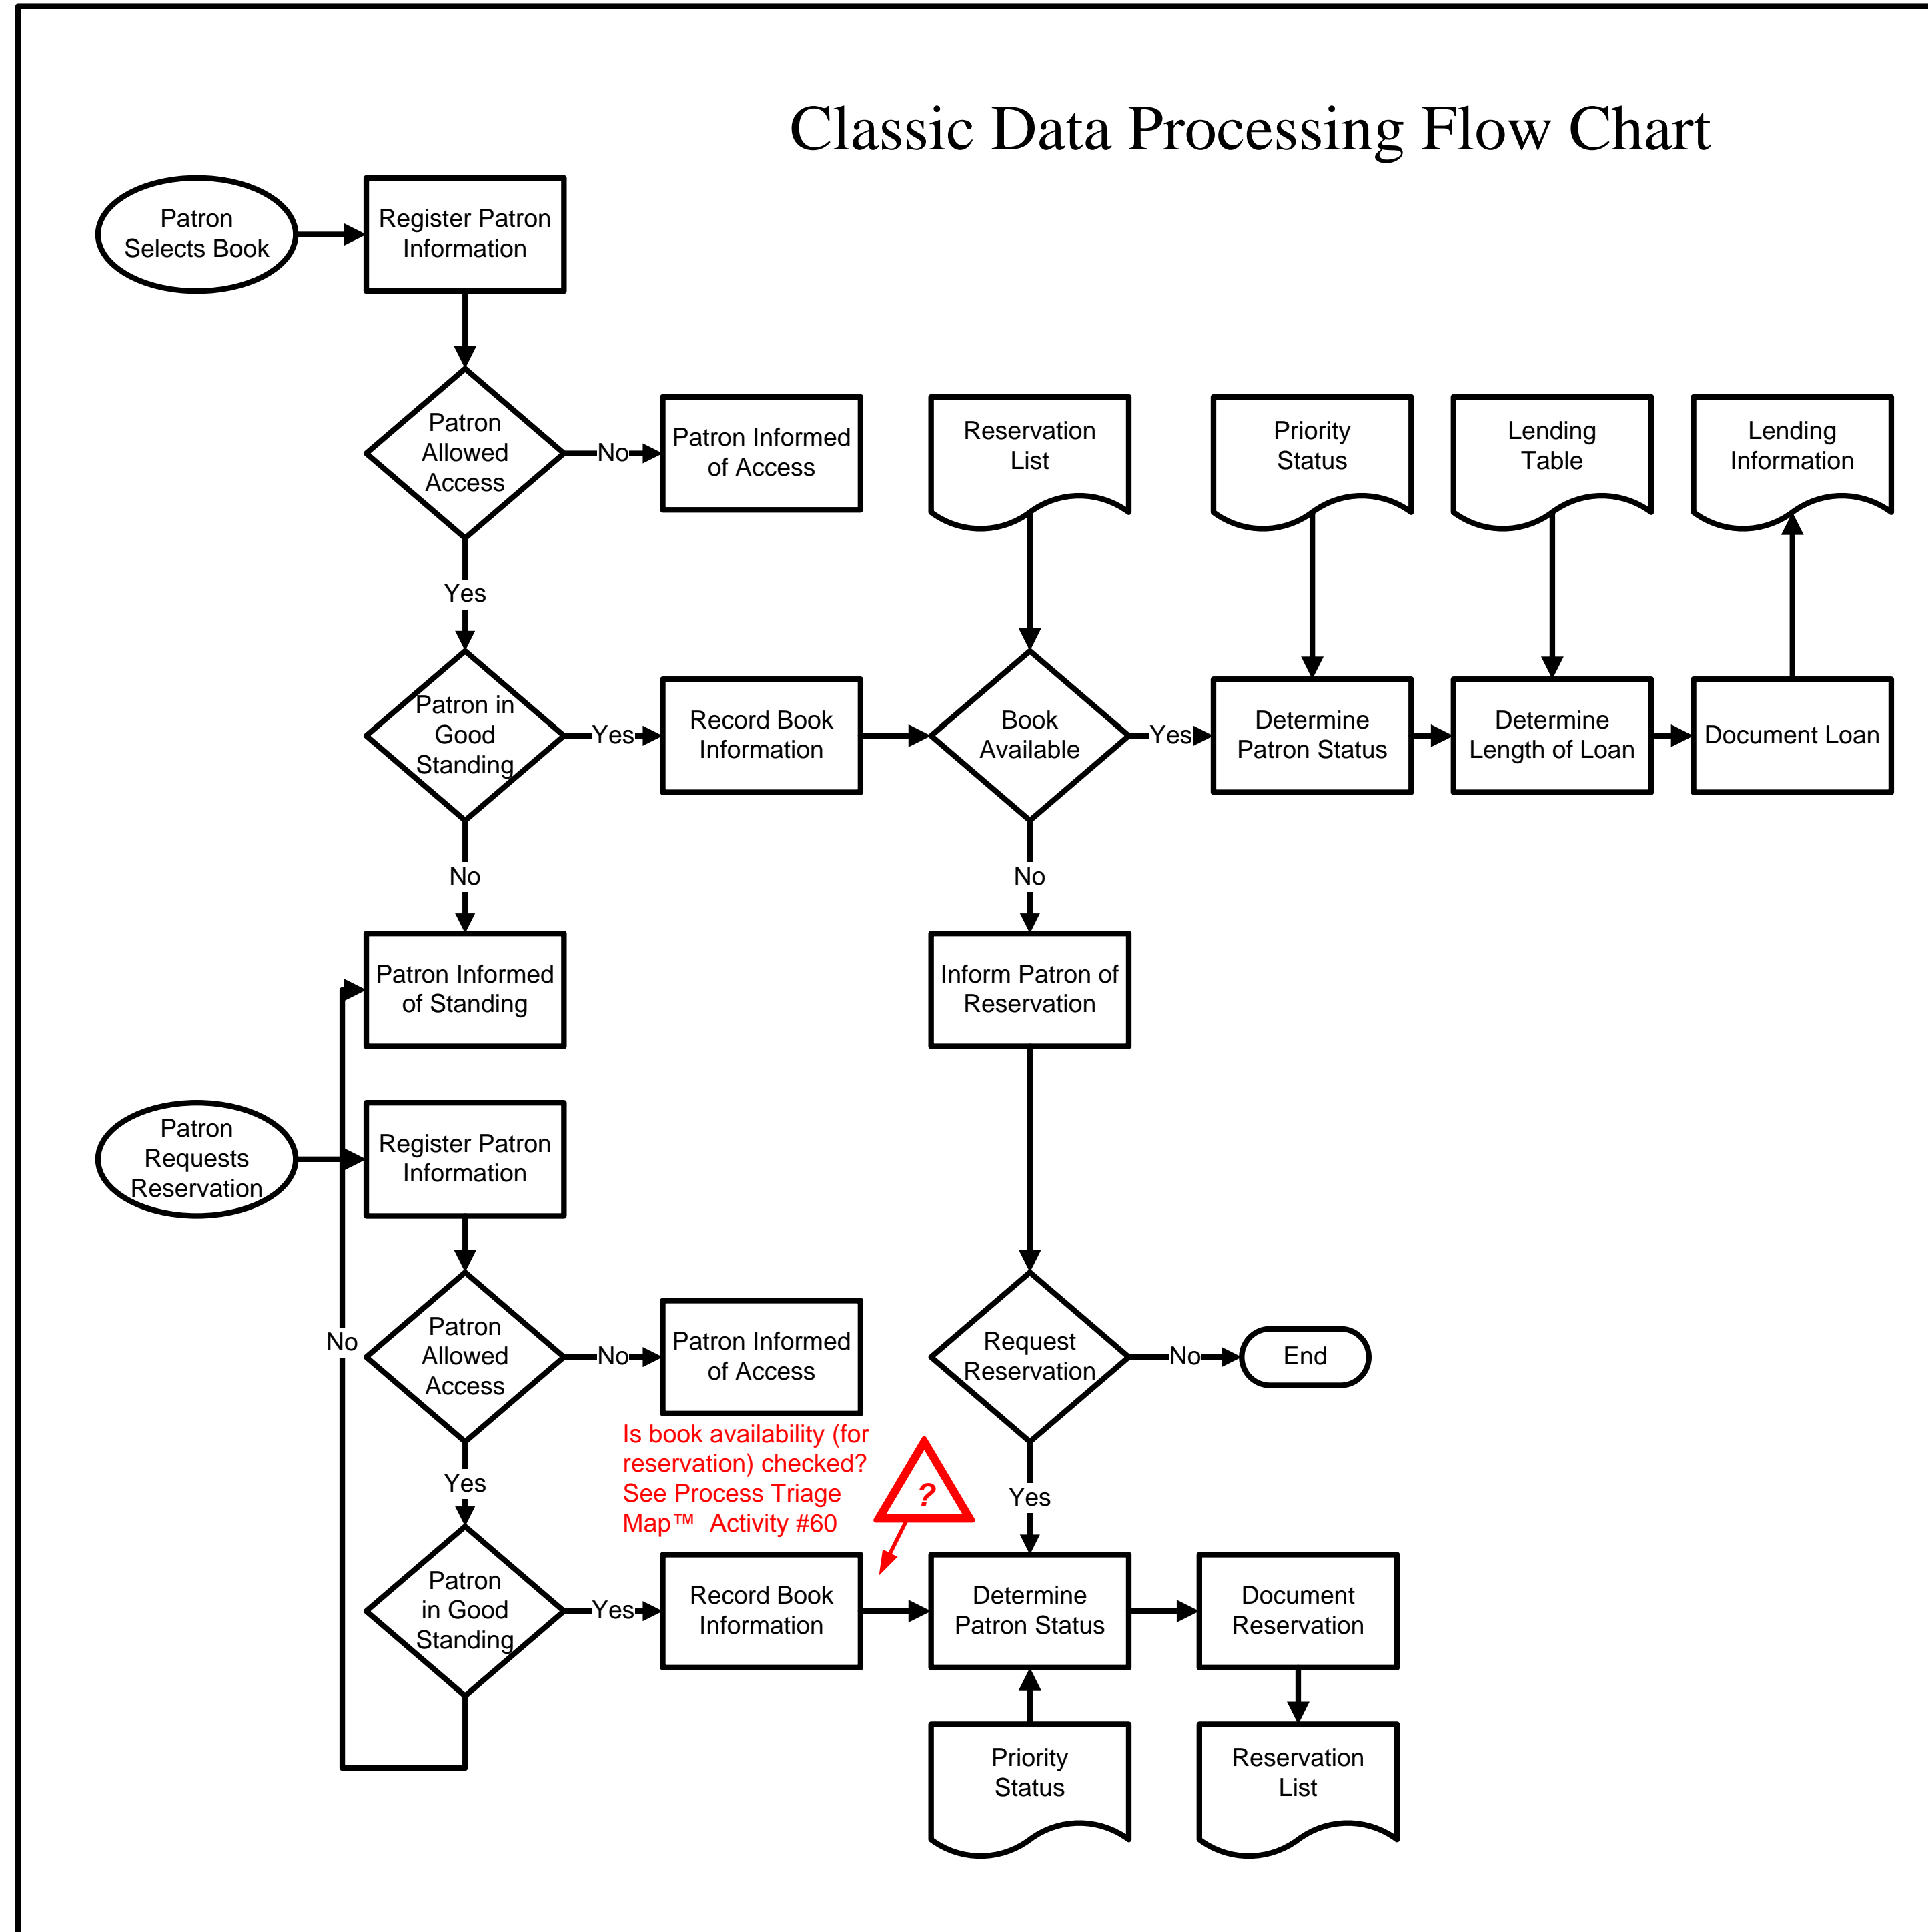 Classic Data Processing Flow Chart
Patron
Selects Book
Register Patron
Information
Patron
Allowed
Access
No
Patron Informed
of Access
Reservation
List
Priority
Status
Lending
Table
Lending
Information
Yes
Patron in
Good
Standing
Yes
Record Book
Information
Book
Available
Yes
Determine
Patron Status
Determine
Length of Loan
Document Loan
No
No
Patron Informed
of Standing
Inform Patron of
Reservation
Patron
Requests
Reservation
Register Patron
Information
No
Patron
Allowed
Access
No
Patron Informed
of Access
Request
Reservation
No
End
Is book availability (for
reservation) checked?
See Process Triage
Map™ Activity #60
?
Yes
Yes
Patron
in Good
Standing
Yes
Record Book
Information
Determine
Patron Status
Document
Reservation
Priority
Status
Reservation
List